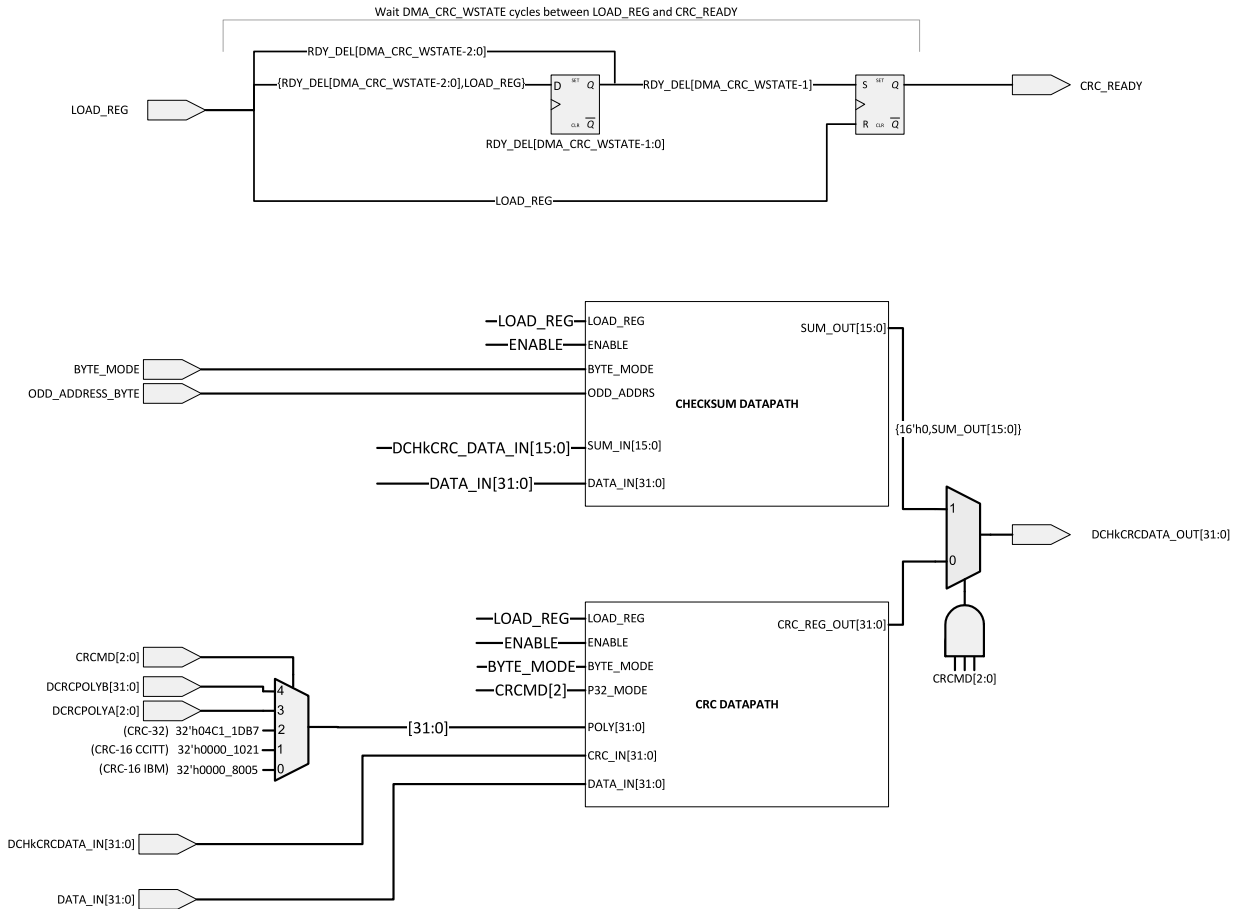 Wait DMA_CRC_WSTATE cycles between LOAD_REG and CRC_READY
RDY_DEL[DMA_CRC_WSTATE-2:0]
{RDY_DEL[DMA_CRC_WSTATE-2:0],LOAD_REG}
D SET Q
CLR Q
RDY_DEL[DMA_CRC_WSTATE-1]
S SET Q
R CLR Q
CRC_READY
LOAD_REG
RDY_DEL[DMA_CRC_WSTATE-1:0]
LOAD_REG
LOAD_REG
LOAD_REG
SUM_OUT[15:0]
ENABLE
ENABLE
BYTE_MODE
BYTE_MODE
ODD_ADDRESS_BYTE
ODD_ADDRS
CHECKSUM DATAPATH
{16'h0,SUM_OUT[15:0]}
DCHkCRC_DATA_IN[15:0]
SUM_IN[15:0]
DATA_IN[31:0]
DATA_IN[31:0]
1
0
DCHkCRCDATA_OUT[31:0]
CRCMD[2:0]
LOAD_REG
LOAD_REG
CRC_REG_OUT[31:0]
ENABLE
ENABLE
BYTE_MODE
BYTE_MODE
CRCMD[2]
P32_MODE
CRC DATAPATH
CRCMD[2:0]
DCRCPOLYB[31:0]
4
DCRCPOLYA[2:0]
3
(CRC-32) 32'h04C1_1DB7
2
(CRC-16 CCITT) 32'h0000_1021
1
(CRC-16 IBM) 32'h0000_8005
0
[31:0]
POLY[31:0]
CRC_IN[31:0]
DATA_IN[31:0]
DCHkCRCDATA_IN[31:0]
DATA_IN[31:0]